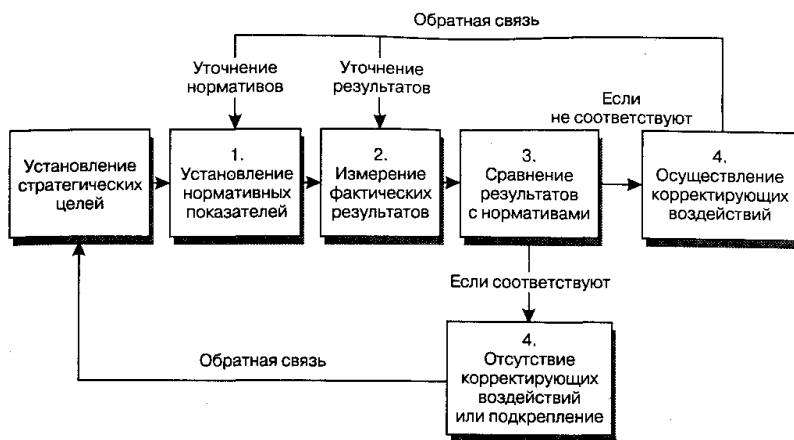 Обратная связь
Уточнение
нормативов
Уточнение
результатов
Если
не соответствуют
Установление
стратегических
целей
1.
Установление
нормативных
показателей
2.
Измерение
фактических
результатов
3.
Сравнение
результатов
с нормативами
4.
Осуществление
корректирующих
воздействий
Если соответствуют
Обратная связь
4.
Отсутствие
корректирующих
воздействий
или подкрепление